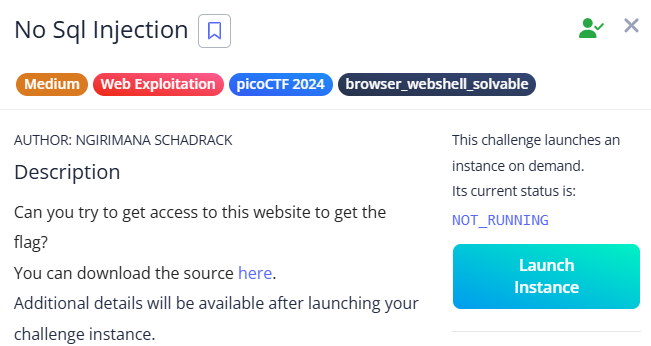 No Sql Injection
Medium
Web Exploitation
picoCTF 2024
browser_webshell_solvable
AUTHOR: NGIRIMANA SCHADRACK
Description
Can you try to get access to this website to get the
flag?
You can download the source here.
Additional details will be available after launching your
challenge instance.
This challenge launches an
instance on demand.
Its current status is:
NOT_RUNNING
Launch
Instance